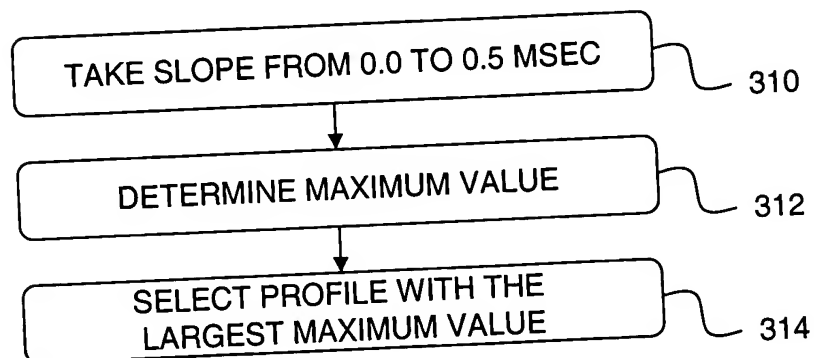 TAKE SLOPE FROM 0.0 TO 0.5 MSEC
310
DETERMINE MAXIMUM VALUE
312
SELECT PROFILE WITH THE
LARGEST MAXIMUM VALUE
314